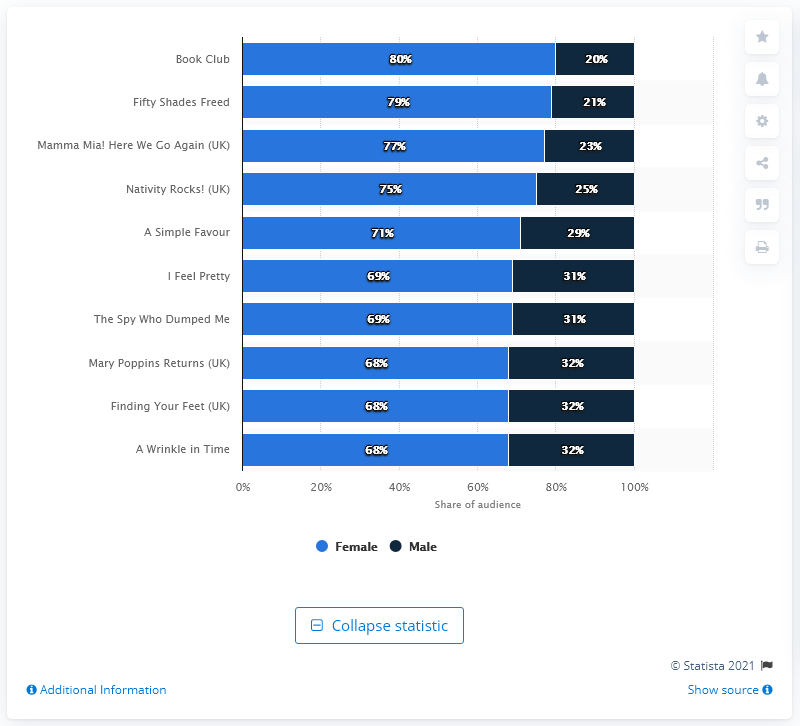 Book Club 80% 20%
Fifty Shades Freed 79% 21%
Mamma Mia! Here We Go Again (UK) 77% 23%
Nativity Rocks! (UK) 75% 25%
A Simple Favour 71% 29%
I Feel Pretty 69% 31%
The Spy Who Dumped Me 69% 31%
Mary Poppins Returns (UK) 68% 32%
Finding Your Feet (UK) 68% 32%
A Wrinkle in Time 68% 32%
0% 20% 40% 60% 80% 100%
Share of audience
Female Male
Collapse statistic
© Statista 2021
Additional Information Show source